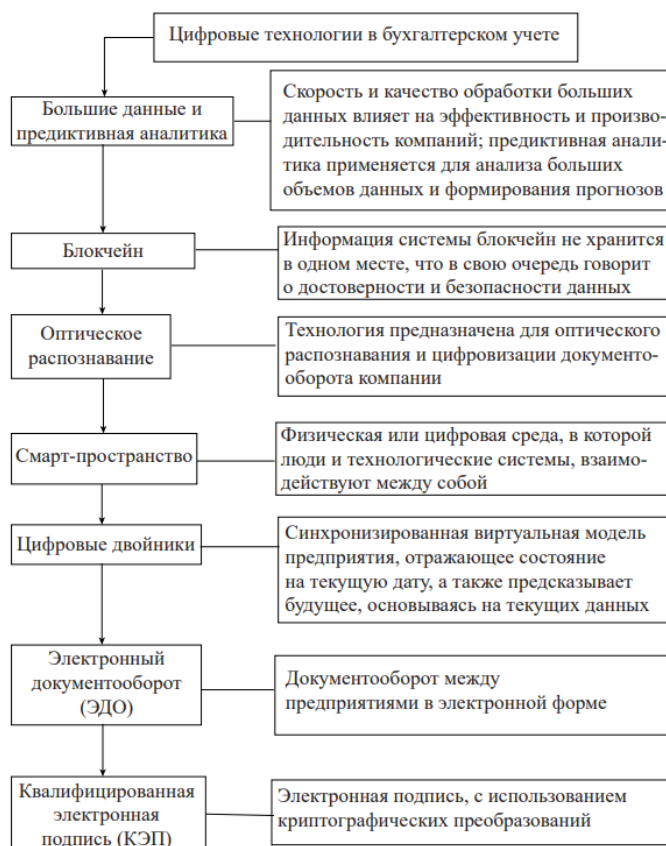 Цифровые технологии в бухгалтерском учете
Большие данные и
предиктивная аналитика
Скорость и качество обработки больших
данных влияет на эффективность и произво-
дительность компаний; предиктивная анали-
тика применяется для анализа больших
объемов данных и формирования прогнозов
Блокчейн
Информация системы блокчейн не хранится
в одном месте, что в свою очередь говорит
о достоверности и безопасности данных
Оптическое
распознавание
Технология предназначена для оптического
распознавания и цифровизации документо-
оборота компании
Смарт-пространство
Физическая или цифровая среда, в которой
люди и технологические системы, взаимо-
действуют между собой
Цифровые двойники
Синхронизированная виртуальная модель
предприятия, отражающее состояние
на текущую дату, а также предсказывает
будущее, основываясь на текущих данных
Электронный
документооборот
(ЭДО)
Документооборот между
предприятиями в электронной форме
Квалифицированная
электронная
подпись (КЭП)
Электронная подпись, с использованием
криптографических преобразований